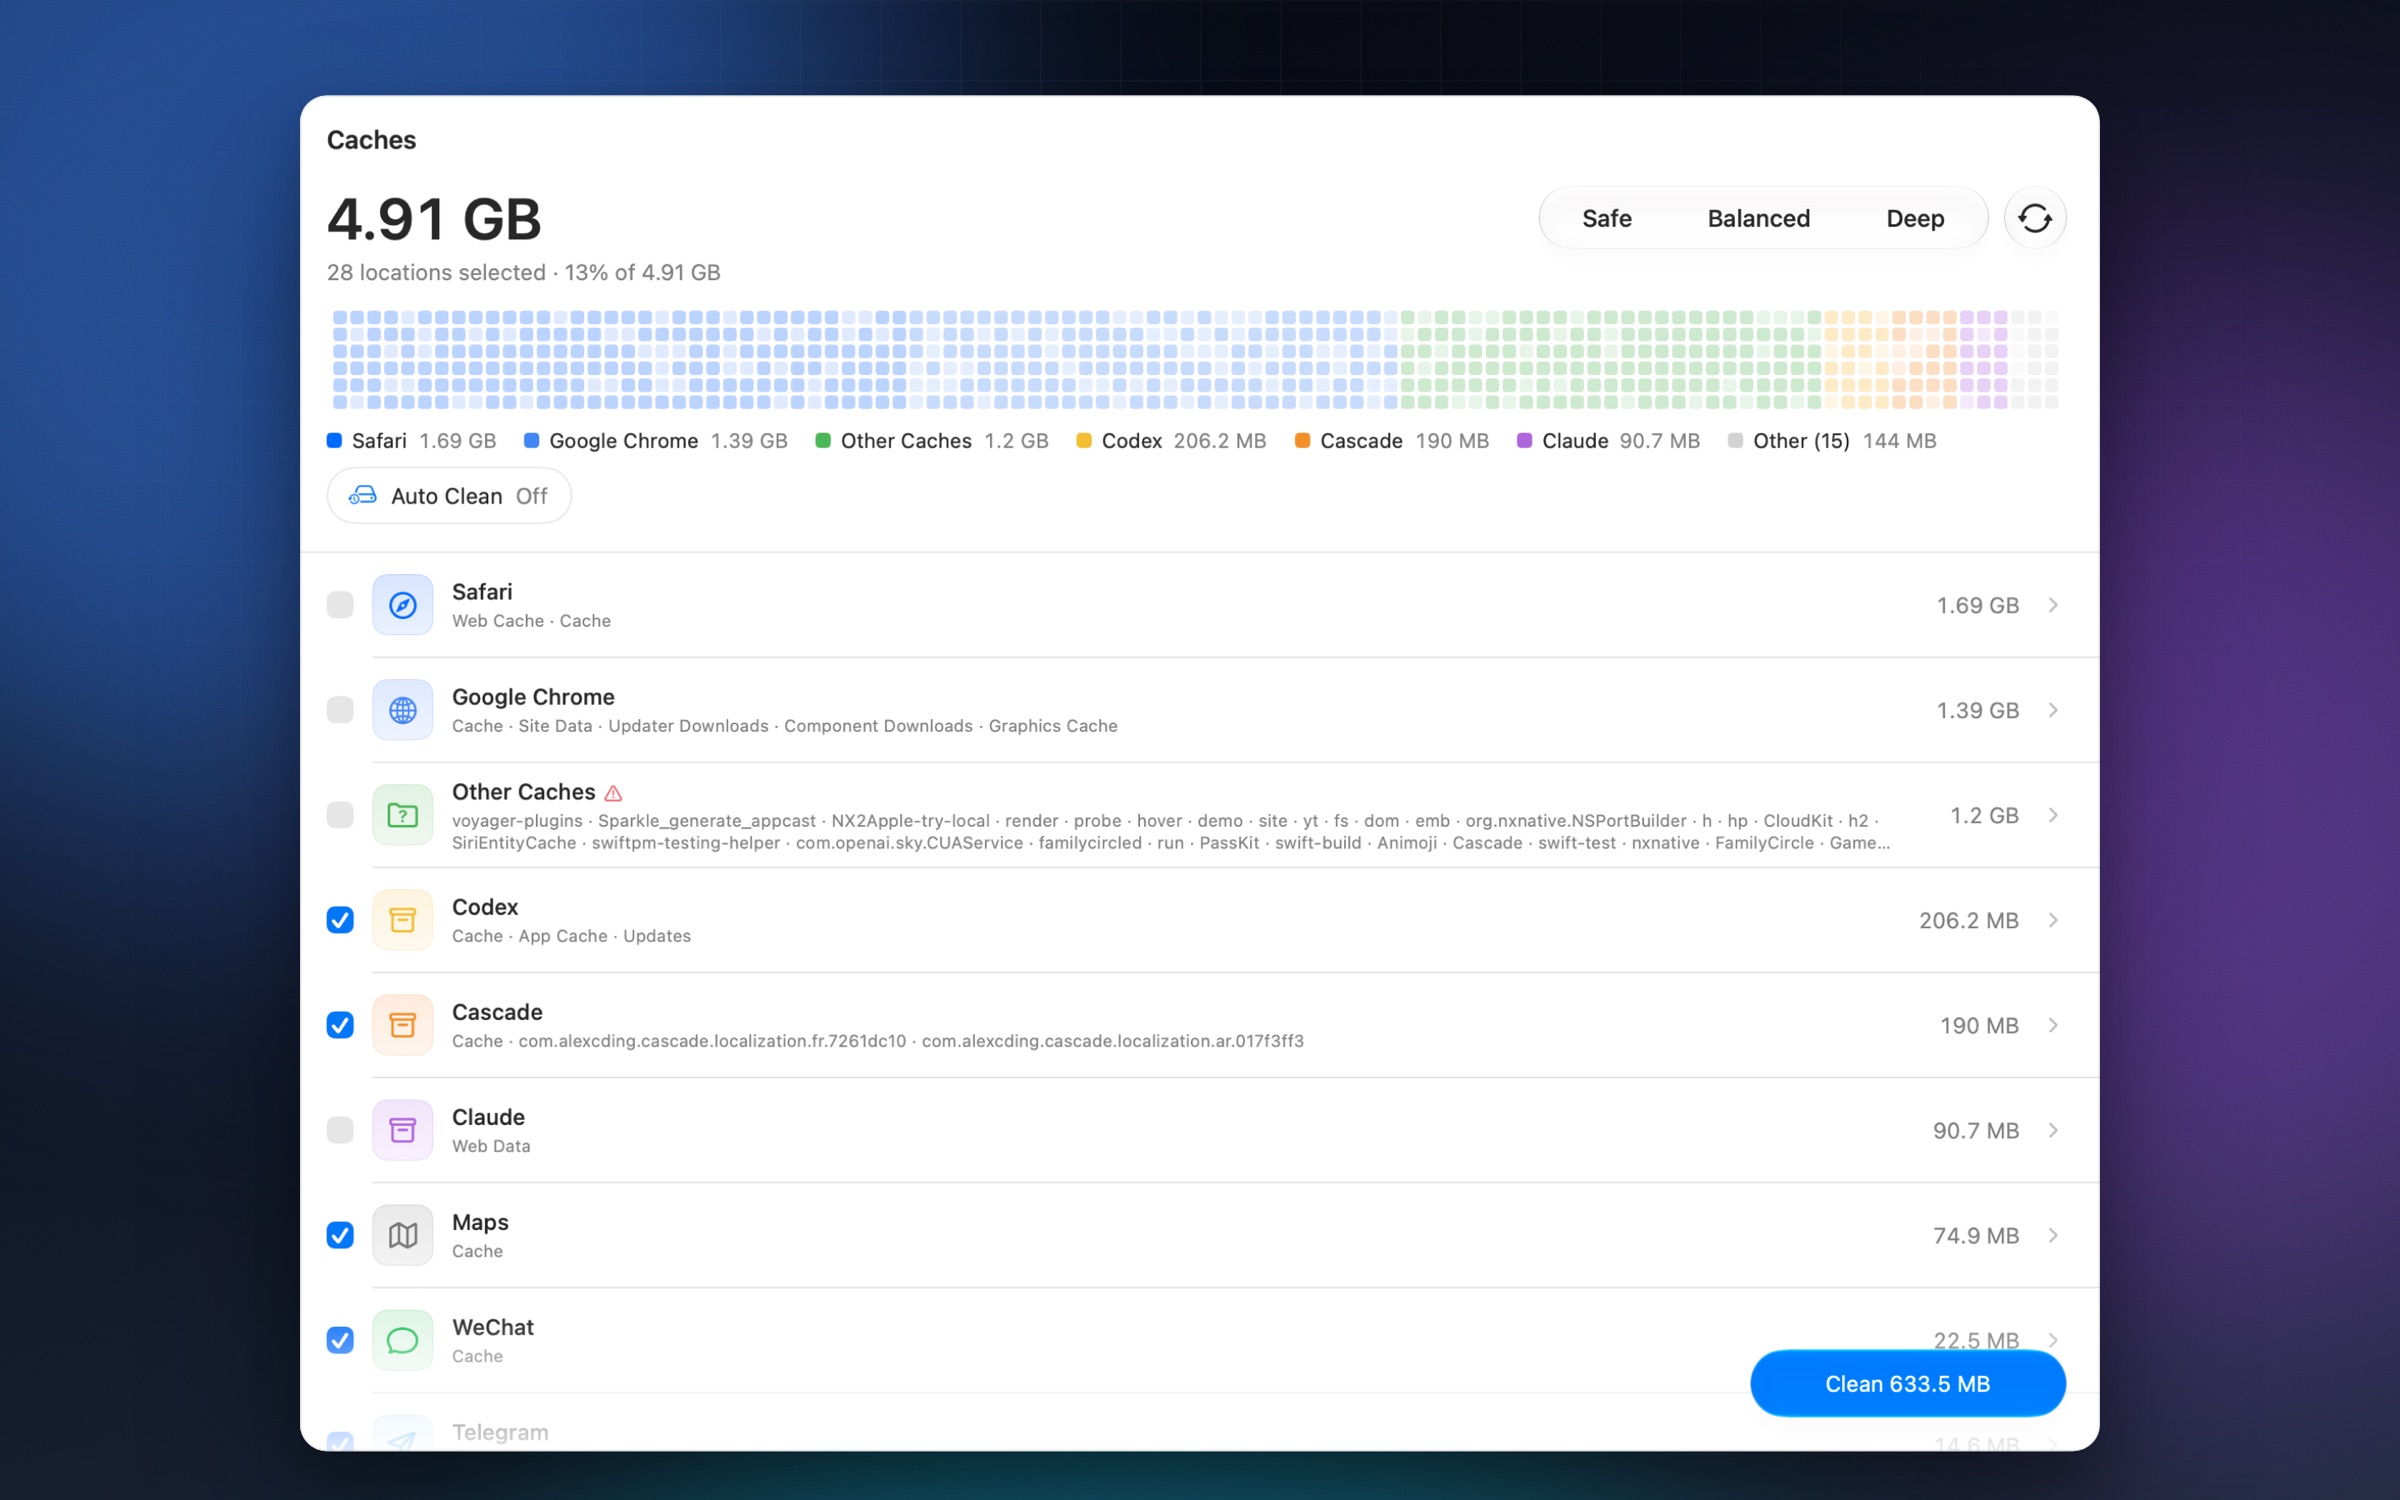 Caches
4.91 GB
Safe Balanced Deep
28 locations selected · 13% of 4.91 GB
Safari 1.69 GB Google Chrome 1.39 GB Other Caches 1.2 GB Codex 206.2 MB Cascade 190 MB Claude 90.7 MB Other (15) 144 MB
Auto Clean Off
Safari
Web Cache · Cache
1.69 GB
Google Chrome
Cache · Site Data · Updater Downloads · Component Downloads · Graphics Cache
1.39 GB
Other Caches
voyager-plugins · Sparkle_generate_appcast · NX2Apple-try-local · render · probe · hover · demo · site · yt · fs · dom · emb · org.nxnative.NSPortBuilder · h · hp · CloudKit · h2 ·
SiriEntityCache · swiftpm-testing-helper · com.openai.sky.CUAService · familycircled · run · PassKit · swift-build · Animoji · Cascade · swift-test · nxnative · FamilyCircle · Game...
1.2 GB
Codex
Cache · App Cache · Updates
206.2 MB
Cascade
Cache · com.alexcding.cascade.localization.fr.7261dc10 · com.alexcding.cascade.localization.ar.017f3ff3
190 MB
Claude
Web Data
90.7 MB
Maps
Cache
74.9 MB
WeChat
Cache
22.5 MB
Clean 633.5 MB
Telegram
14.6 MB